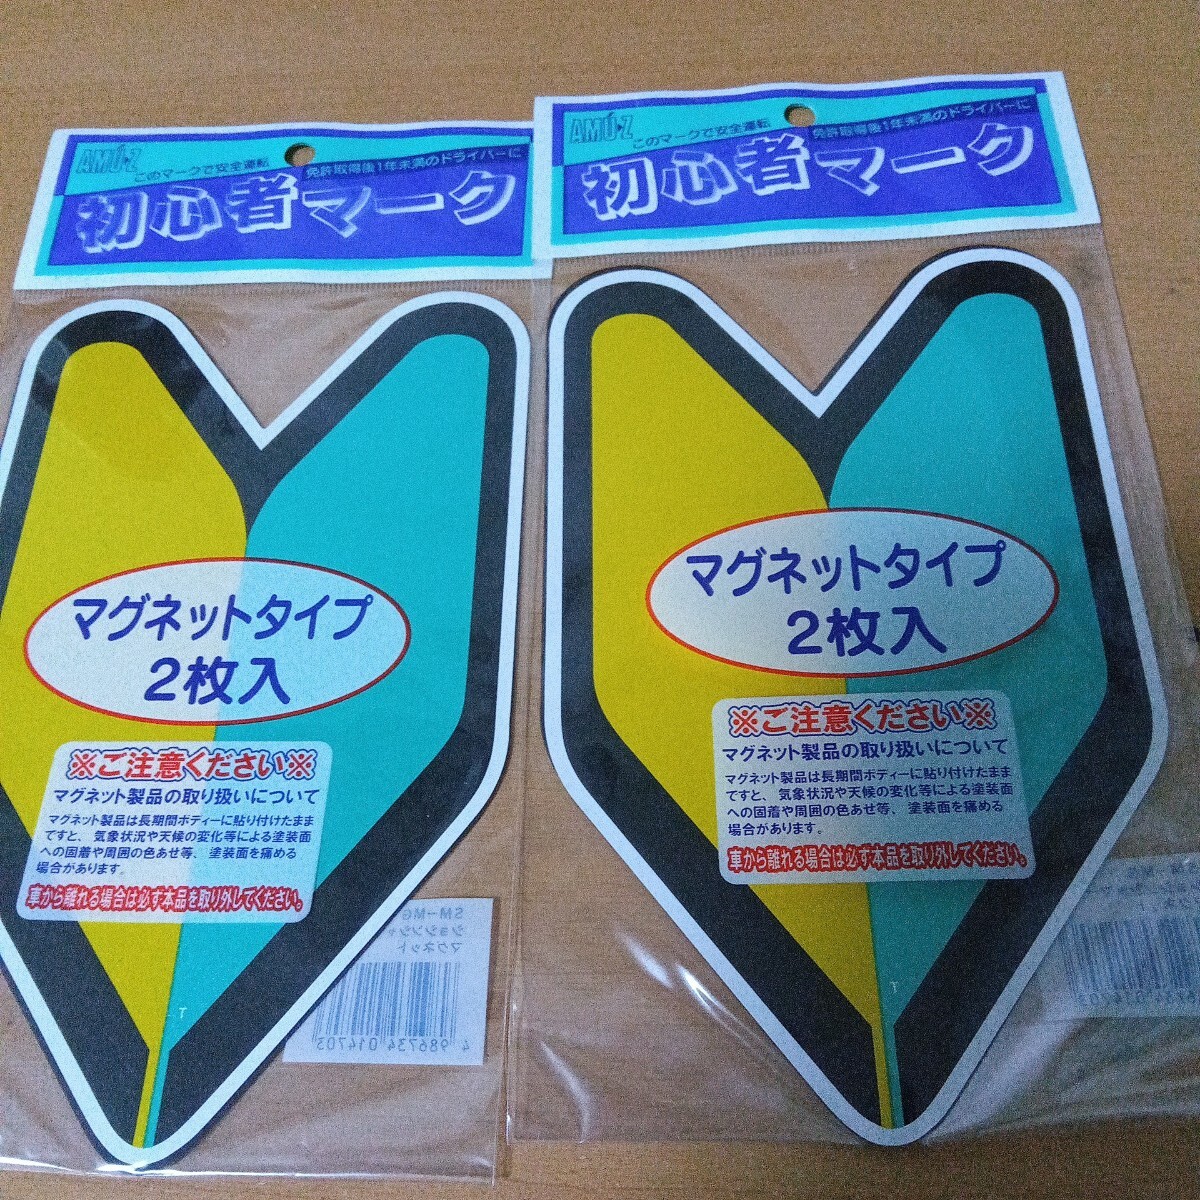 AMU・Z
このマークで安全運転
免許取得後1年未満のドライバーに
初心者マーク
マグネットタイプ
2枚入
※ご注意ください※
マグネット製品の取り扱いについて
マグネット製品は長期間ボディーに貼り付けたまま
ですと、気象状況や天候の変化等による塗装面
への固着や周囲の色あせ等、塗装面を痛める
場合があります。
車から離れる場合は必ず本品を取り外してください。
T
SM-MG
ショシンシャ
マグネット
4 986734 014703
AMU・Z
このマークで安全運転
免許取得後1年未満のドライバーに
初心者マーク
マグネットタイプ
2枚入
※ご注意ください※
マグネット製品の取り扱いについて
マグネット製品は長期間ボディーに貼り付けたまま
ですと、気象状況や天候の変化等による塗装面
への固着や周囲の色あせ等、塗装面を痛める
場合があります。
車から離れる場合は必ず本品を取り外してください。
T